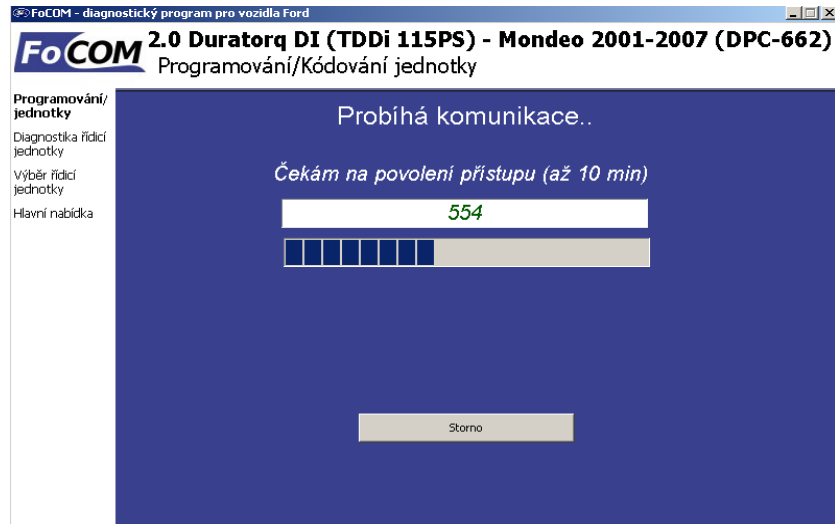 FoCOM - diagnostický program pro vozidla Ford
FoCOM
2.0 Duratorq DI (TDDi 115PS) - Mondeo 2001-2007 (DPC-662)
Programování/Kódování jednotky
Programování/
jednotky
Diagnostika řídicí
jednotky
Výběr řídicí
jednotky
Hlavní nabídka
Probíhá komunikace..
Čekám na povolení přístupu (až 10 min)
554
Storno